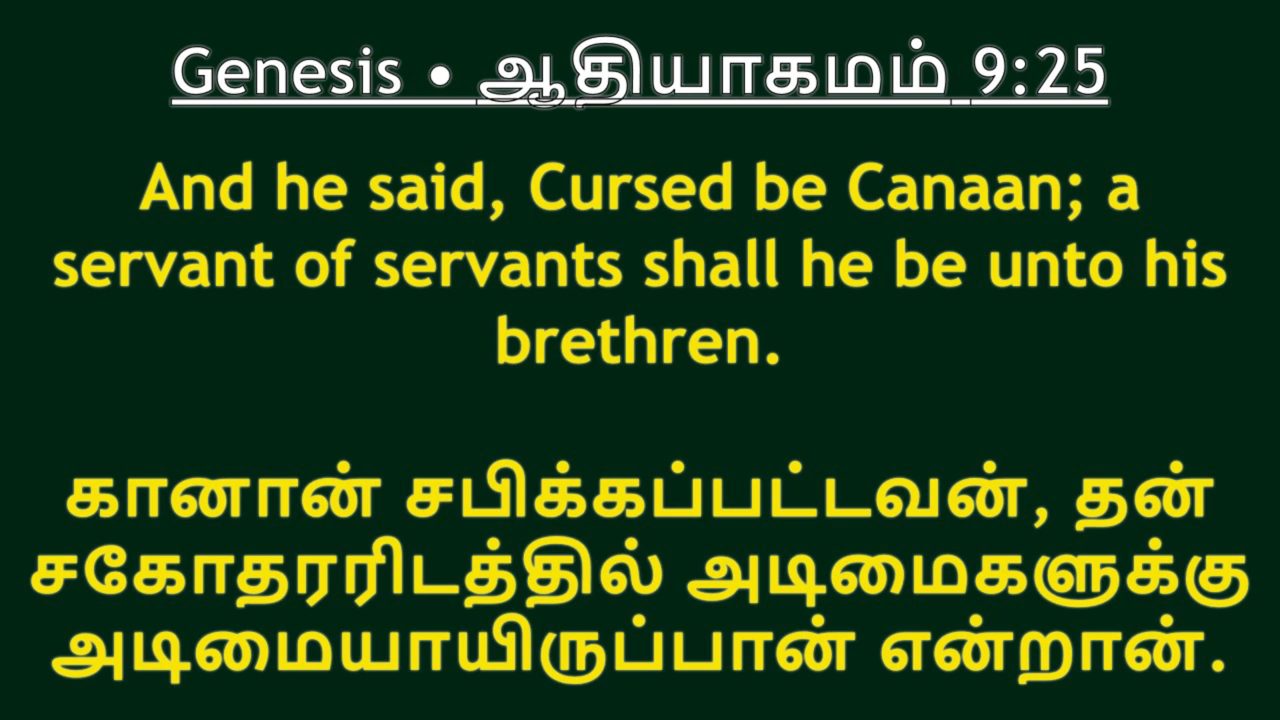 Genesis • ஆதியாகமம் 9:25
And he said, Cursed be Canaan; a
servant of servants shall he be unto his
brethren.
கானான் சபிக்கப்பட்டவன், தன்
சகோதரரிடத்தில் அடிமைகளுக்கு
அடிமையாயிருப்பான் என்றான்.